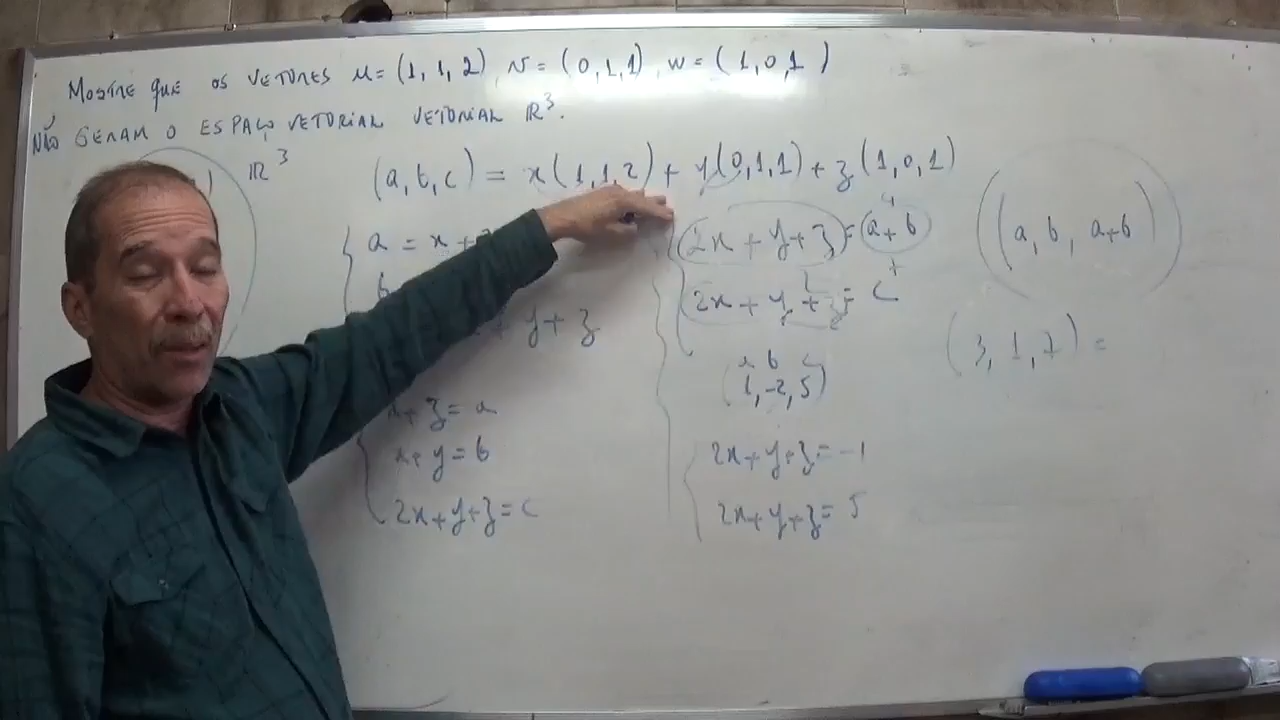 MOSTRE QUE OS VETORES u = (1, 1, 2) v = (0, 1, 1) w = (1, 0, 1)
NÃO GERAM O ESPAÇO VETORIAL VETORIAL ℝ³.
ℝ³
(a, b, c) = x(1, 1, 2) + y(0, 1, 1) + z(1, 0, 1)
a = x +
b
+ y + z
x + z = a
x + y = b
2x + y + z = c
2x + y + z = a + b
2x + y + z = c
a b c
(1, -2, 5)
2x + y + z = -1
2x + y + z = 5
(a, b, a+b)
(3, 1, 7) =